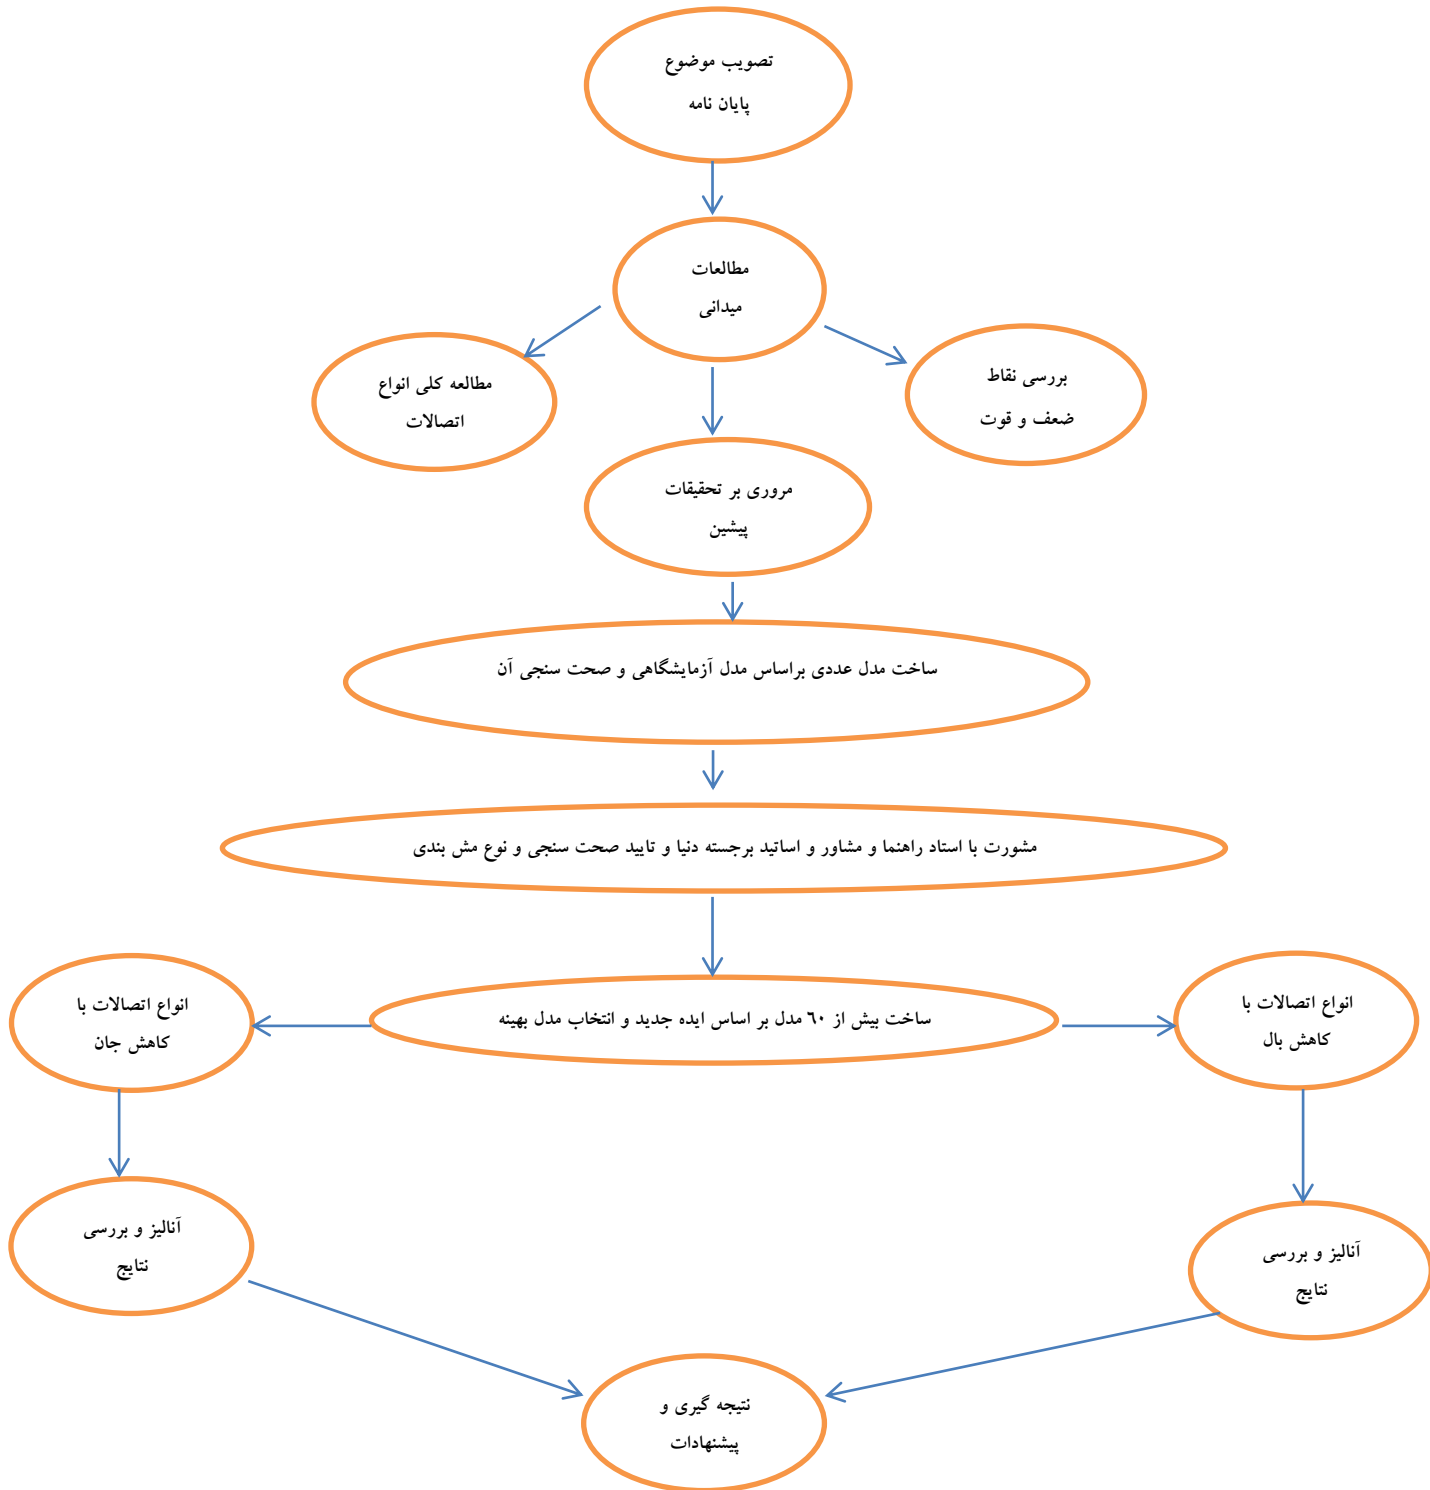 تصویب موضوع
پایان نامه
مطالعات
میدانی
بررسی نقاط
ضعف و قوت
مطالعه کلی انواع
اتصالات
مروری بر تحقیقات
پیشین
ساخت مدل عددی براساس مدل آزمایشگاهی و صحت سنجی آن
مشورت با استاد راهنما و مشاور و اساتید برجسته دنیا و تایید صحت سنجی و نوع مش بندی
انواع اتصالات با
کاهش بال
ساخت بیش از ٦٠ مدل بر اساس ایده جدید و انتخاب مدل بهینه
انواع اتصالات با
کاهش جان
آنالیز و بررسی
نتایج
آنالیز و بررسی
نتایج
نتیجه گیری و
پیشنهادات